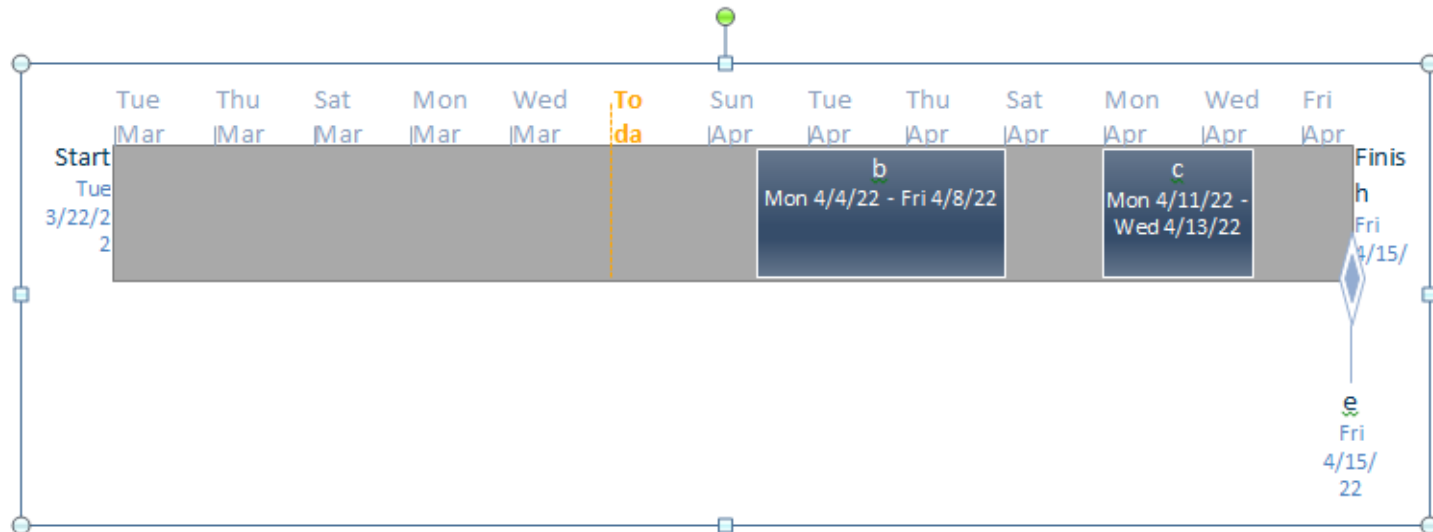 Tue Thu Sat Mon Wed To Sun Tue Thu Sat Mon Wed Fri
Mar Mar Mar Mar Mar da Apr Apr Apr Apr Apr Apr Apr
Start
Tue
3/22/2
2
b
Mon 4/4/22 - Fri 4/8/22
c
Mon 4/11/22 -
Wed 4/13/22
Finis
h
Fri
4/15/
e
Fri
4/15/
22